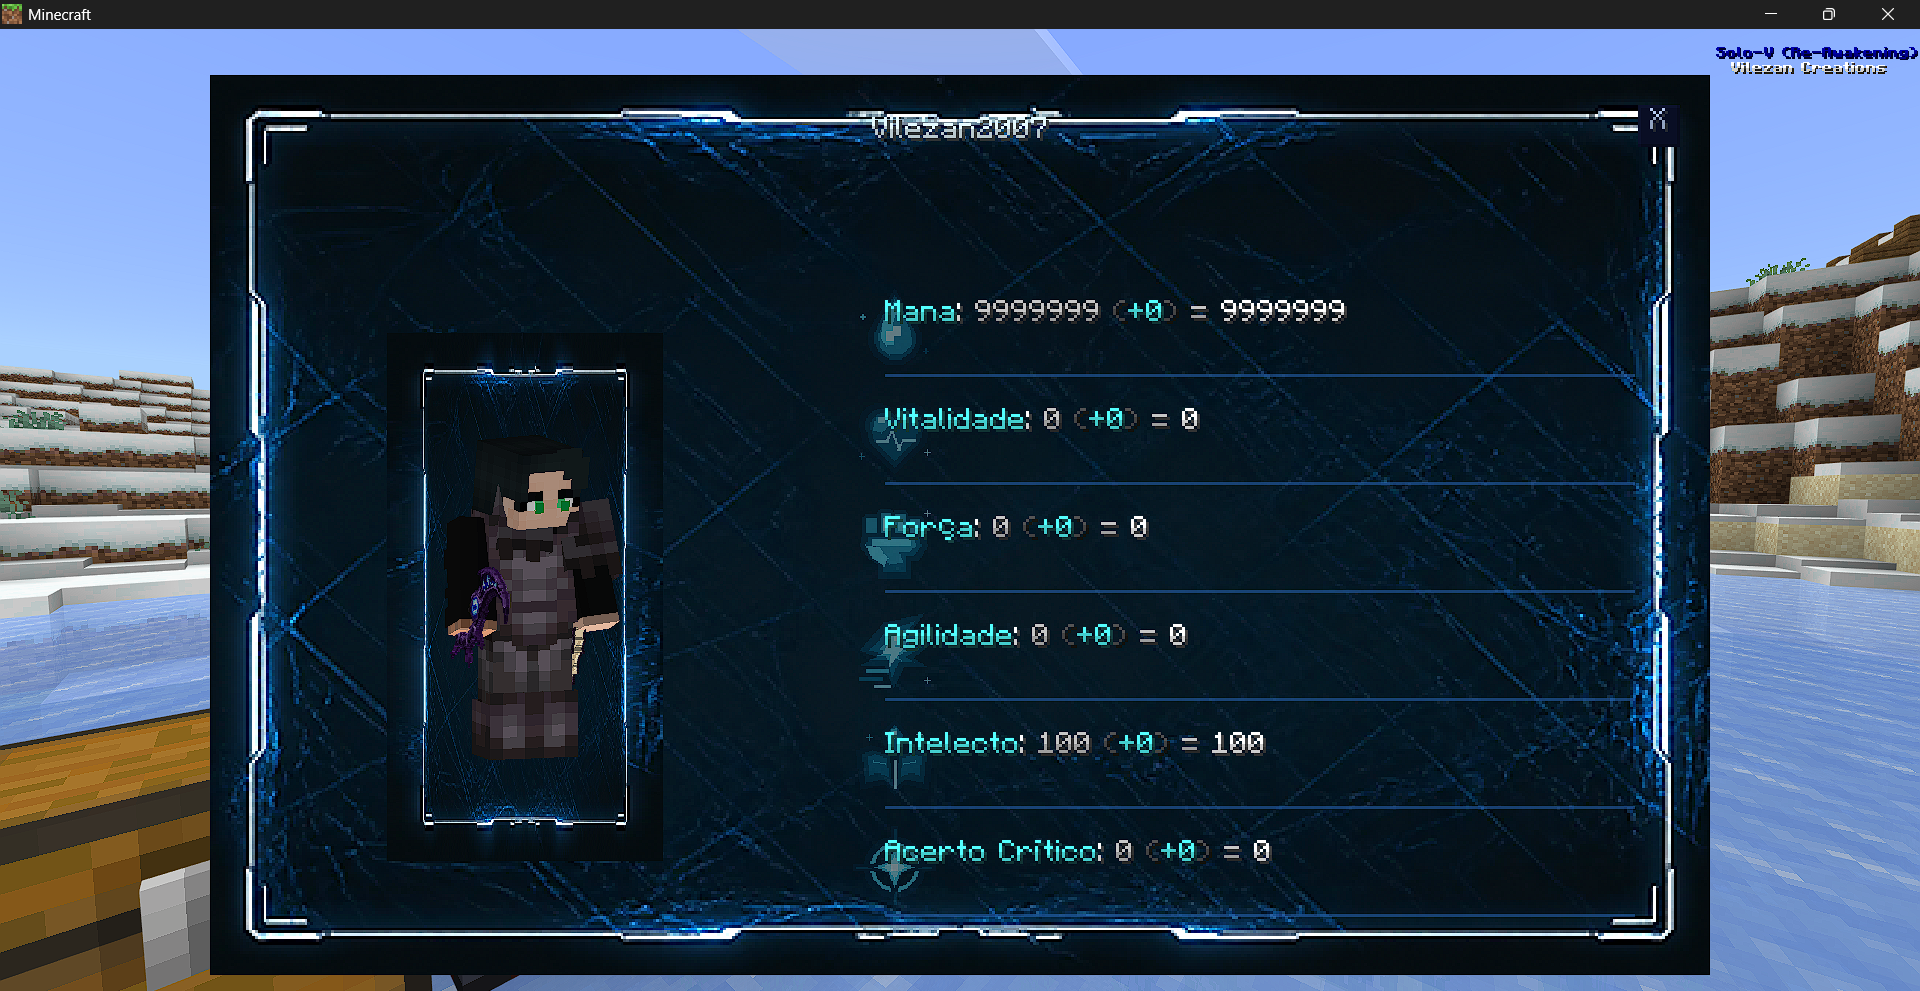 Minecraft
Solo-V (Re-Awakening)
Vilezan Creations
Vilezan2007
X
Mana: 9999999 (+0) = 9999999
Vitalidade: 0 (+0) = 0
Força: 0 (+0) = 0
Agilidade: 0 (+0) = 0
Intelecto: 100 (+0) = 100
Acerto Crítico: 0 (+0) = 0